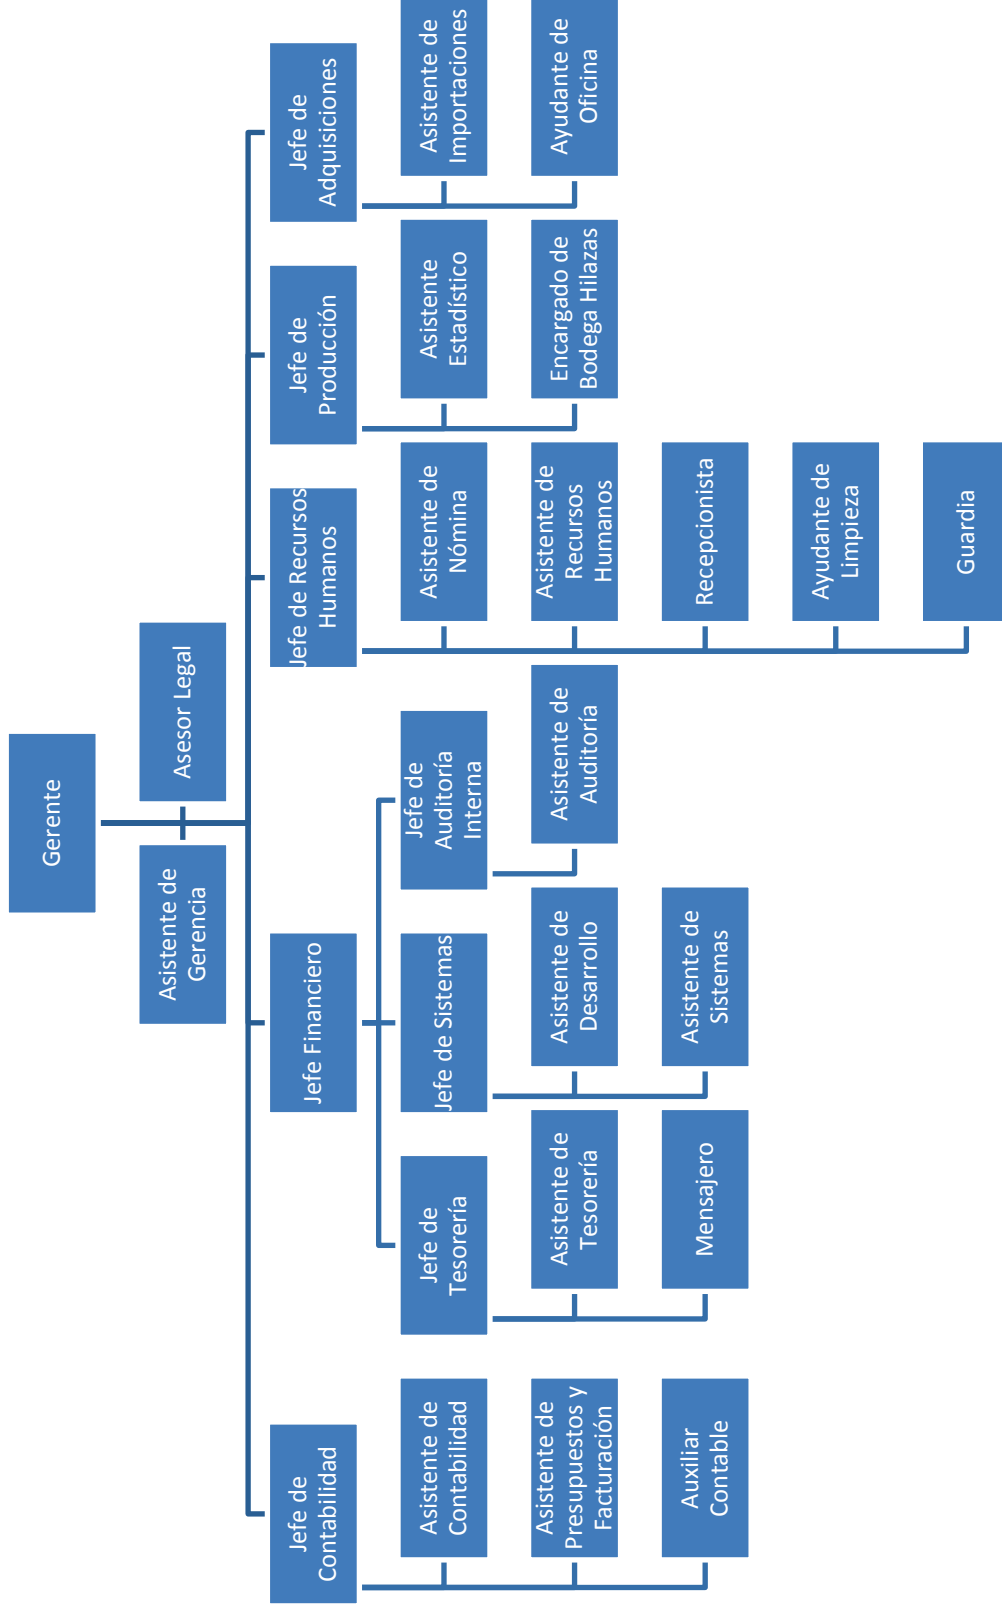 Gerente
Asistente de
Gerencia
Asesor Legal
Jefe de
Contabilidad
Asistente de
Contabilidad
Asistente de
Presupuestos y
Facturación
Auxiliar
Contable
Jefe Financiero
Jefe de
Tesorería
Asistente de
Tesorería
Mensajero
Jefe de Sistemas
Asistente de
Desarrollo
Asistente de
Sistemas
Jefe de
Auditoría
Interna
Asistente de
Auditoría
Jefe de Recursos
Humanos
Asistente de
Nómina
Asistente de
Recursos
Humanos
Recepcionista
Ayudante de
Limpieza
Guardia
Jefe de
Producción
Asistente
Estadístico
Encargado de
Bodega Hilazas
Jefe de
Adquisiciones
Asistente de
Importaciones
Ayudante de
Oficina